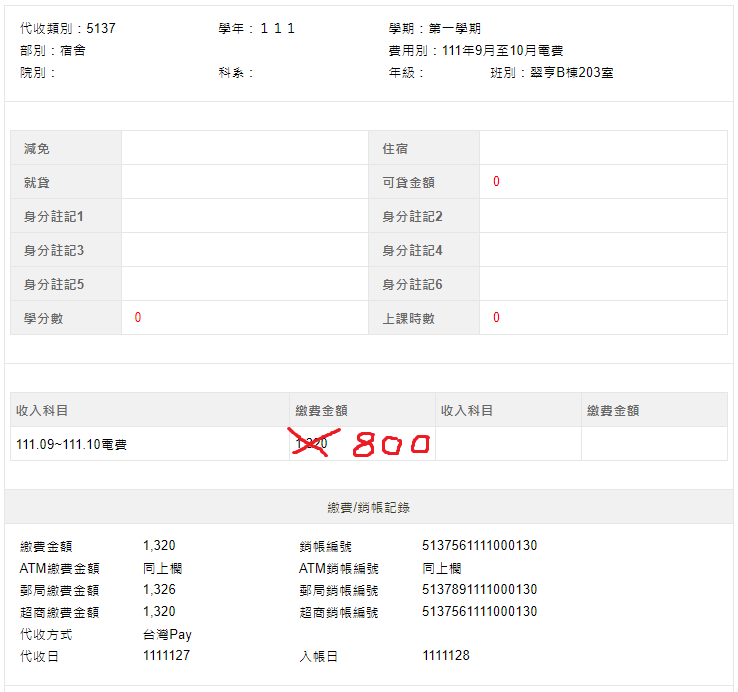 代收類別：5137 學年：１１１ 學期：第一學期
部別：宿舍 費用別：111年9月至10月電費
院別： 科系： 年級： 班別：翠亨B棟203室
減免 住宿
就貸 可貸金額 0
身分註記1 身分註記2
身分註記3 身分註記4
身分註記5 身分註記6
學分數 0 上課時數 0
收入科目 繳費金額 收入科目 繳費金額
111.09~111.10電費 1,320 800
繳費/銷帳記錄
繳費金額 1,320 銷帳編號 5137561111000130
ATM繳費金額 同上欄 ATM銷帳編號 同上欄
郵局繳費金額 1,326 郵局銷帳編號 5137891111000130
超商繳費金額 1,320 超商銷帳編號 5137561111000130
代收方式 台灣Pay
代收日 1111127 入帳日 1111128